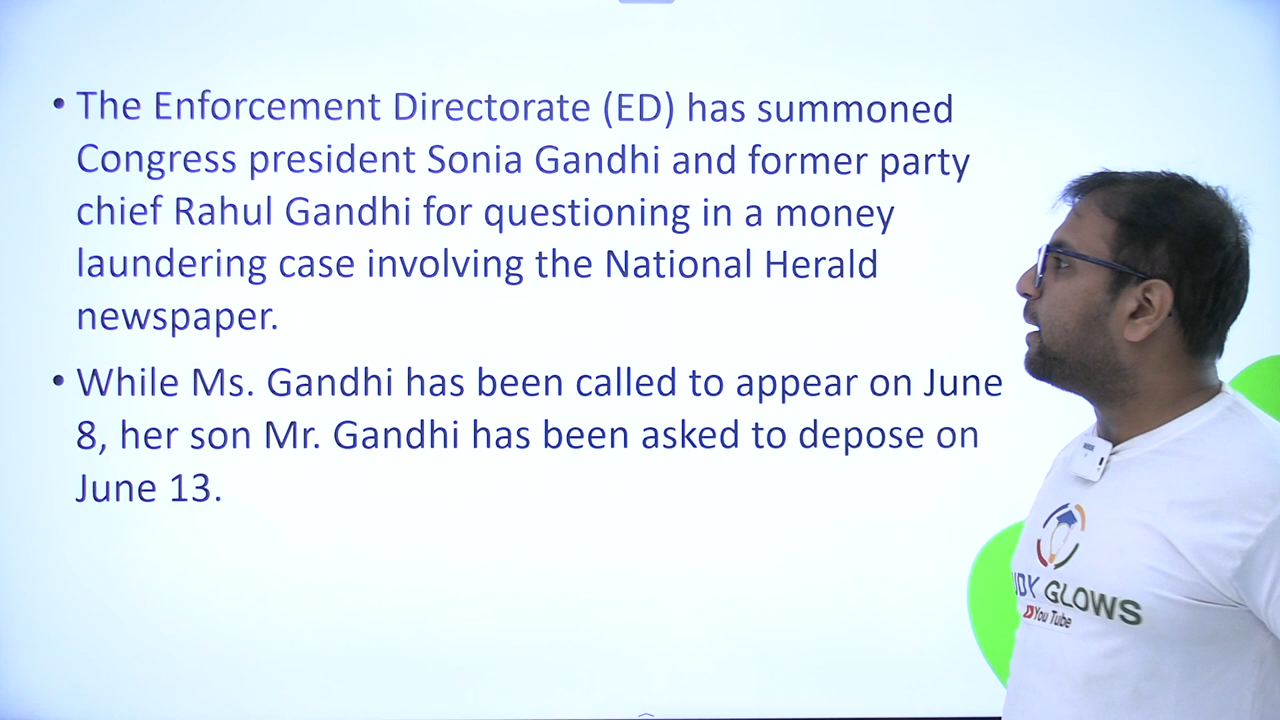 • The Enforcement Directorate (ED) has summoned
Congress president Sonia Gandhi and former party
chief Rahul Gandhi for questioning in a money
laundering case involving the National Herald
newspaper.
• While Ms. Gandhi has been called to appear on June
8, her son Mr. Gandhi has been asked to depose on
June 13.
GLOWS
You Tube